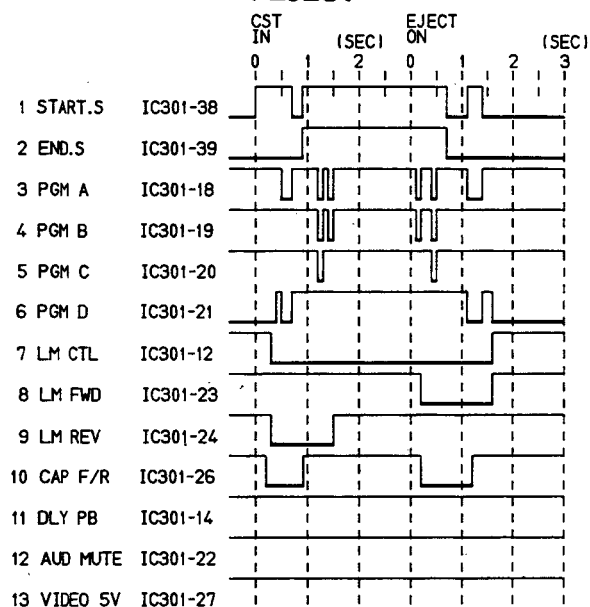 CST EJECT
IN (SEC) ON (SEC)
0 2 0 1 2 3
1 START.S IC301-38
2 END.S IC301-39
3 PGM A IC301-18
4 PGM B IC301-19
5 PGM C IC301-20
6 PGM D IC301-21
7 LM CTL IC301-12
8 LM FWD IC301-23
9 LM REV IC301-24
10 CAP F/R IC301-26
11 DLY PB IC301-14
12 AUD MUTE IC301-22
13 VIDEO 5V IC301-27